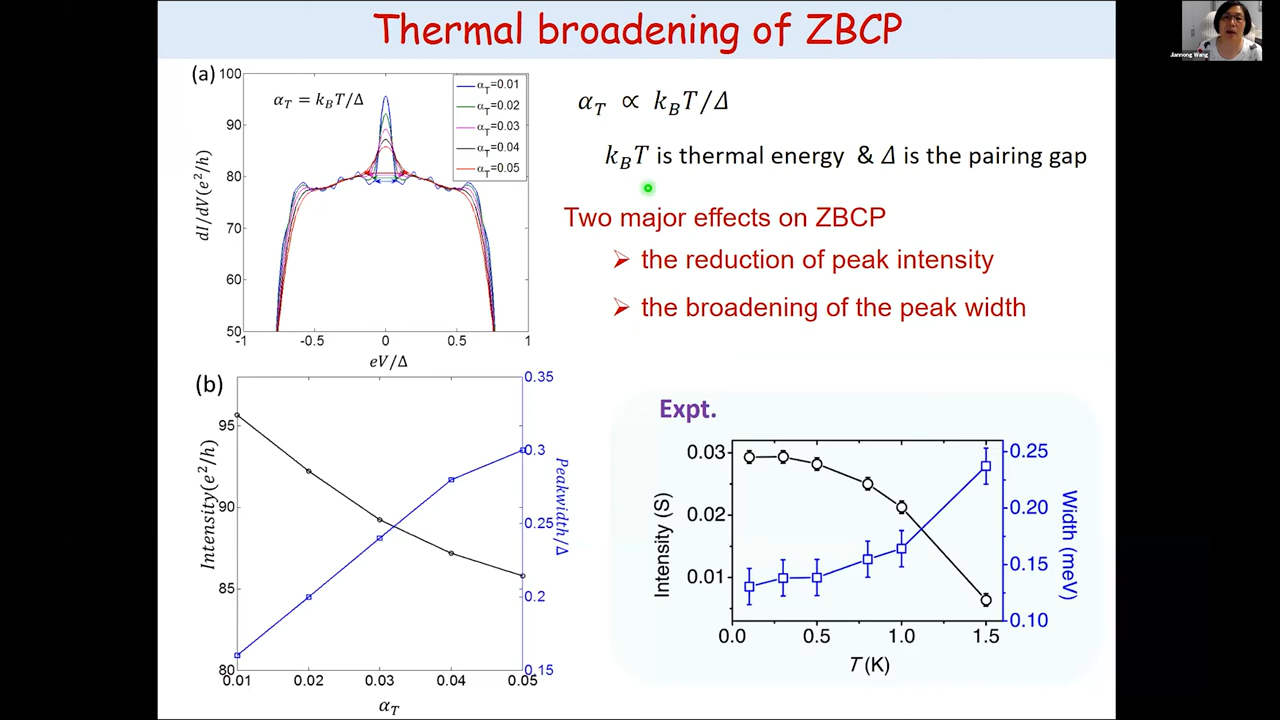 Thermal broadening of ZBCP
Jiannong Wang
(a)
α_T = k_B T/Δ
α_T=0.01
α_T=0.02
α_T=0.03
α_T=0.04
α_T=0.05
100
90
80
70
60
50
dI/dV(e²/h)
-1
-0.5
0
0.5
1
eV/Δ
α_T ∝ k_B T/Δ
k_B T is thermal energy & Δ is the pairing gap
Two major effects on ZBCP
➢ the reduction of peak intensity
➢ the broadening of the peak width
(b)
95
90
85
80
Intensity(e²/h)
0.35
0.3
0.25
0.2
0.15
Peakwidth/Δ
0.01
0.02
0.03
0.04
0.05
α_T
Expt.
0.03
0.02
0.01
Intensity (S)
0.25
0.20
0.15
0.10
Width (meV)
0.0
0.5
1.0
1.5
T (K)